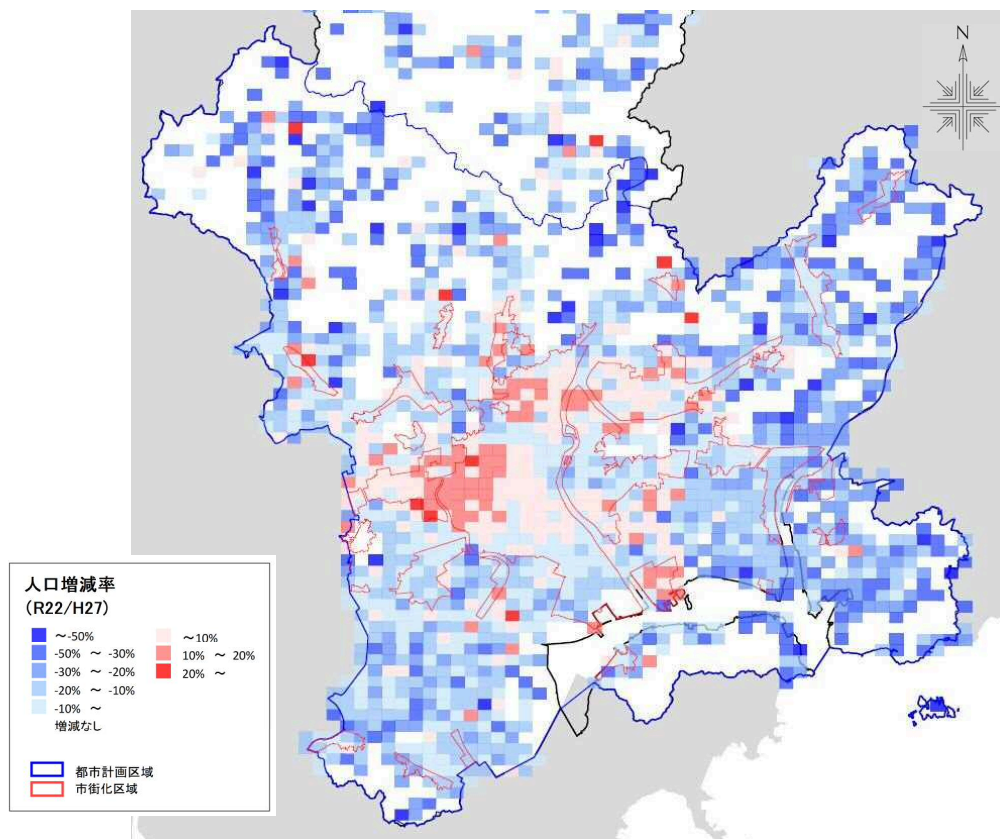 N
人口増減率
(R22/H27)
～-50%
-50% ～ -30%
-30% ～ -20%
-20% ～ -10%
-10% ～
増減なし
～10%
10% ～ 20%
20% ～
都市計画区域
市街化区域